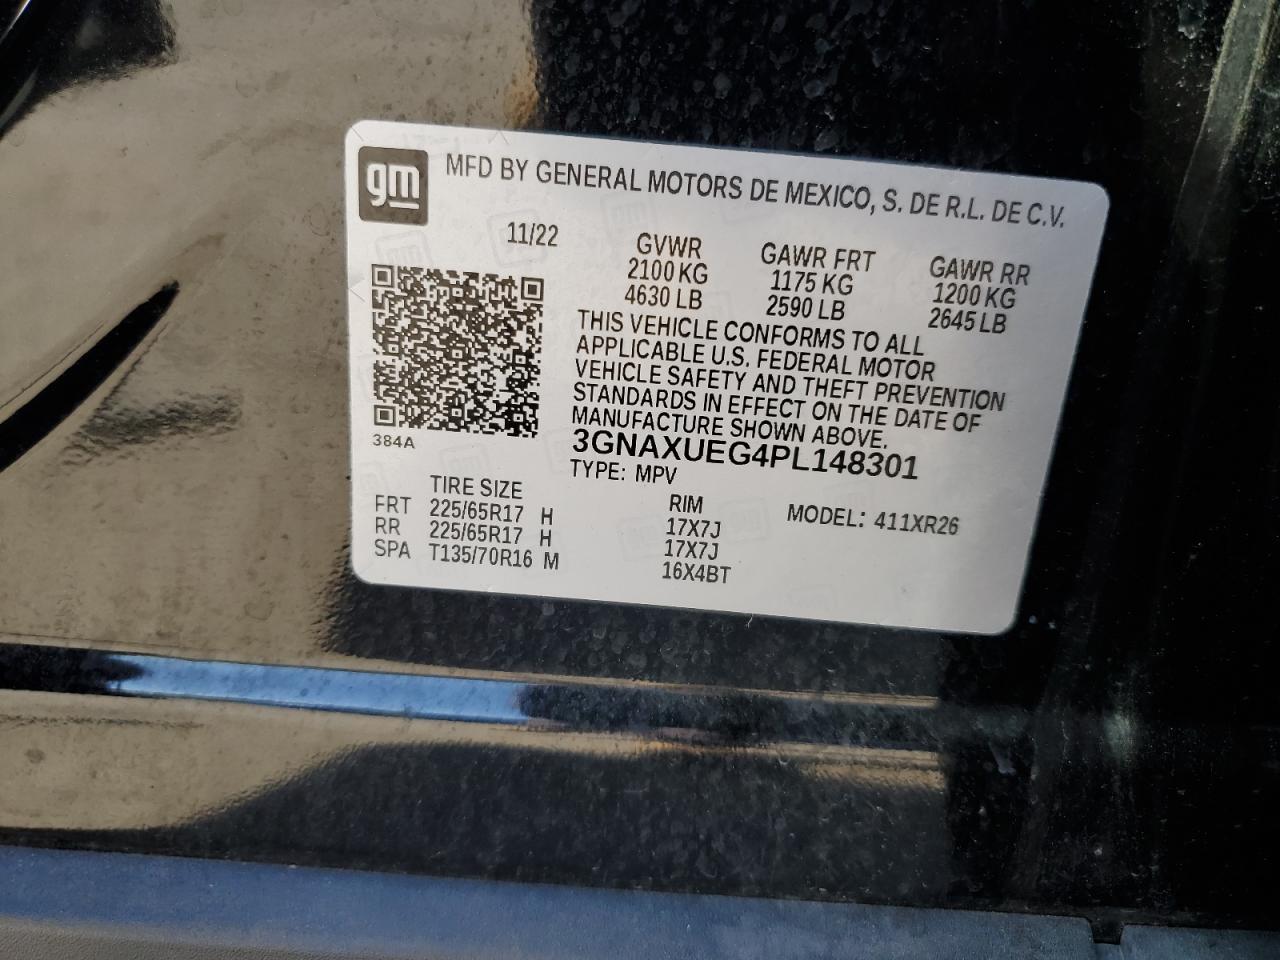 gm
MFD BY GENERAL MOTORS DE MEXICO, S. DE R.L. DE C.V.
11/22 GVWR GAWR FRT GAWR RR
2100 KG 1175 KG 1200 KG
4630 LB 2590 LB 2645 LB
THIS VEHICLE CONFORMS TO ALL
APPLICABLE U.S. FEDERAL MOTOR
VEHICLE SAFETY AND THEFT PREVENTION
STANDARDS IN EFFECT ON THE DATE OF
MANUFACTURE SHOWN ABOVE.
384A
3GNAXUEG4PL148301
TYPE: MPV
TIRE SIZE RIM MODEL: 411XR26
FRT 225/65R17 H 17X7J
RR 225/65R17 H 17X7J
SPA T135/70R16 M 16X4BT